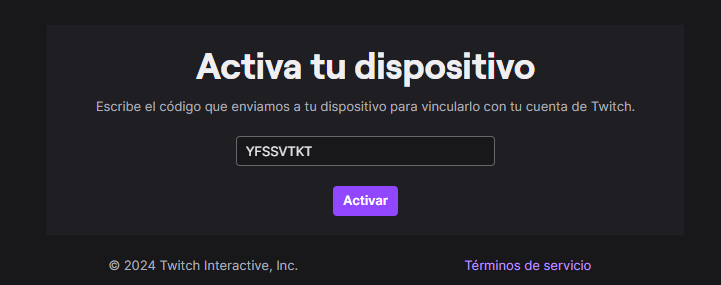 Activa tu dispositivo
Escribe el código que enviamos a tu dispositivo para vincularlo con tu cuenta de Twitch.
YFSSVTKT
Activar
© 2024 Twitch Interactive, Inc. Términos de servicio